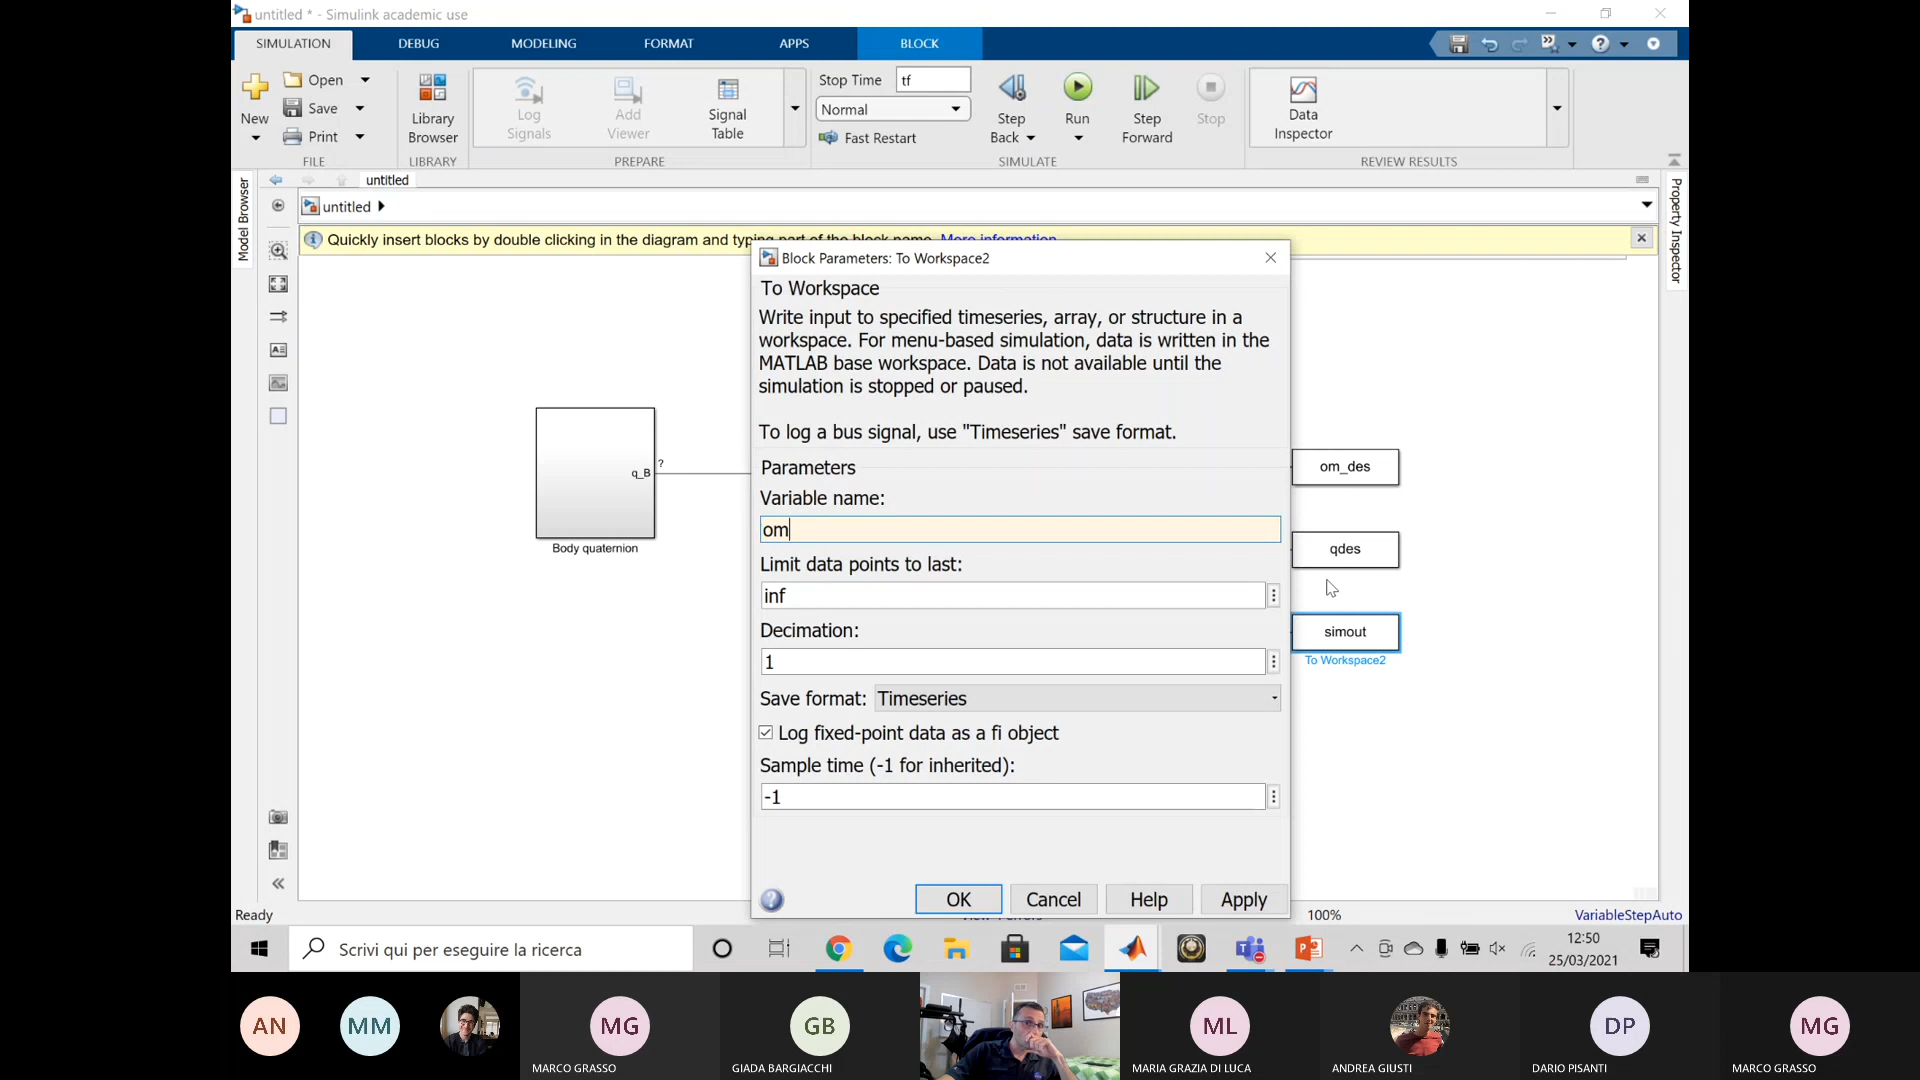 untitled * - Simulink academic use
SIMULATION
DEBUG
MODELING
FORMAT
APPS
BLOCK
New
Open
Save
Print
FILE
Library
Browser
LIBRARY
Log
Signals
Add
Viewer
Signal
Table
PREPARE
Stop Time
tf
Normal
Fast Restart
Step
Back
Run
Step
Forward
Stop
SIMULATE
Data
Inspector
REVIEW RESULTS
Model Browser
untitled
untitled
Property Inspector
Quickly insert blocks by double clicking in the diagram and typing part of the block name. More information
Block Parameters: To Workspace2
To Workspace
Write input to specified timeseries, array, or structure in a
workspace. For menu-based simulation, data is written in the
MATLAB base workspace. Data is not available until the
simulation is stopped or paused.
To log a bus signal, use "Timeseries" save format.
Parameters
Variable name:
om
Limit data points to last:
inf
Decimation:
1
Save format: Timeseries
Log fixed-point data as a fi object
Sample time (-1 for inherited):
-1
OK
Cancel
Help
Apply
q_B
?
Body quaternion
om_des
qdes
simout
To Workspace2
Ready
100%
VariableStepAuto
Scrivi qui per eseguire la ricerca
12:50
25/03/2021
AN
MM
MG
MARCO GRASSO
GB
GIADA BARGIACCHI
ML
MARIA GRAZIA DI LUCA
ANDREA GIUSTI
DP
DARIO PISANTI
MG
MARCO GRASSO